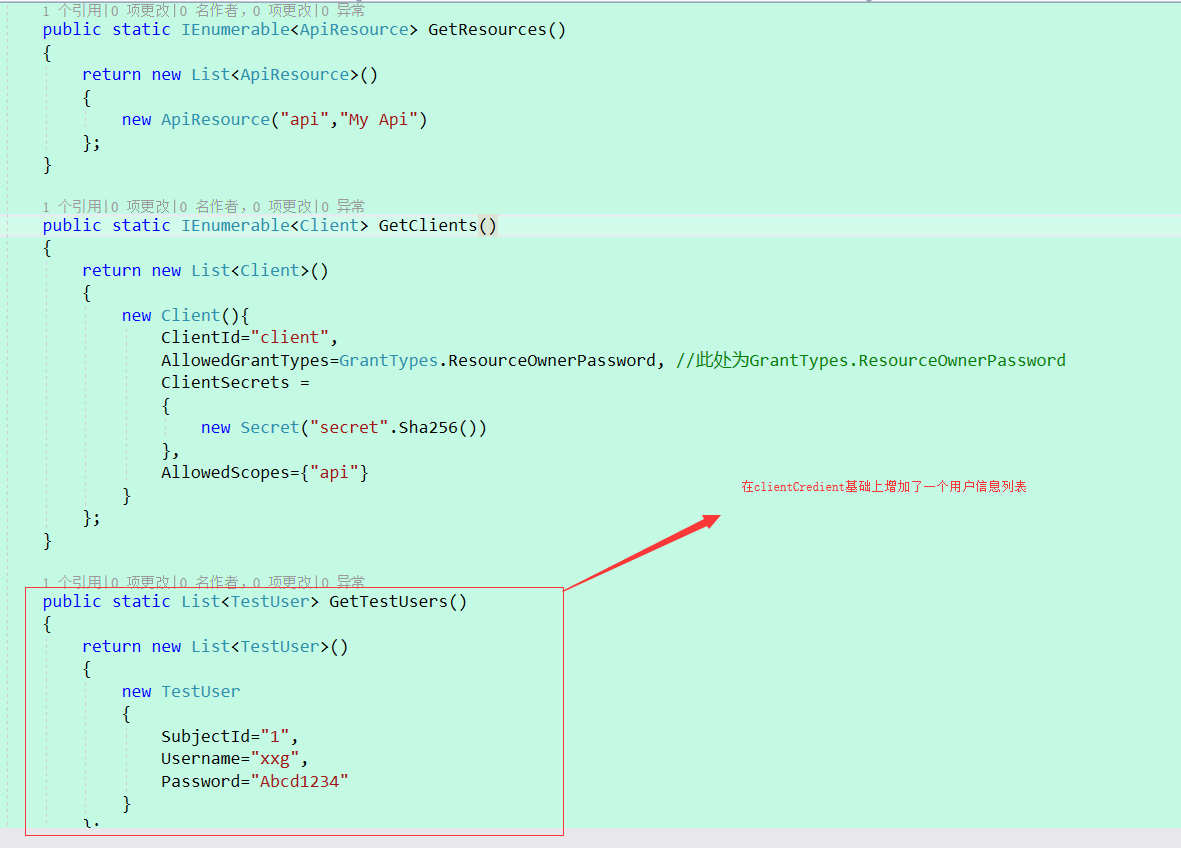 1 个引用|0 项更改|0 名作者, 0 项更改|0 异常
public static IEnumerable<ApiResource> GetResources()
{
return new List<ApiResource>()
{
new ApiResource("api","My Api")
};
}
1 个引用|0 项更改|0 名作者, 0 项更改|0 异常
public static IEnumerable<Client> GetClients()
{
return new List<Client>()
{
new Client(){
ClientId="client",
AllowedGrantTypes=GrantTypes.ResourceOwnerPassword, //此处为GrantTypes.ResourceOwnerPassword
ClientSecrets =
{
new Secret("secret".Sha256())
},
AllowedScopes={"api"}
}
};
}
在clientCredient基础上增加了一个用户信息列表
1 个引用|0 项更改|0 名作者, 0 项更改|0 异常
public static List<TestUser> GetTestUsers()
{
return new List<TestUser>()
{
new TestUser
{
SubjectId="1",
Username="xxg",
Password="Abcd1234"
}
};